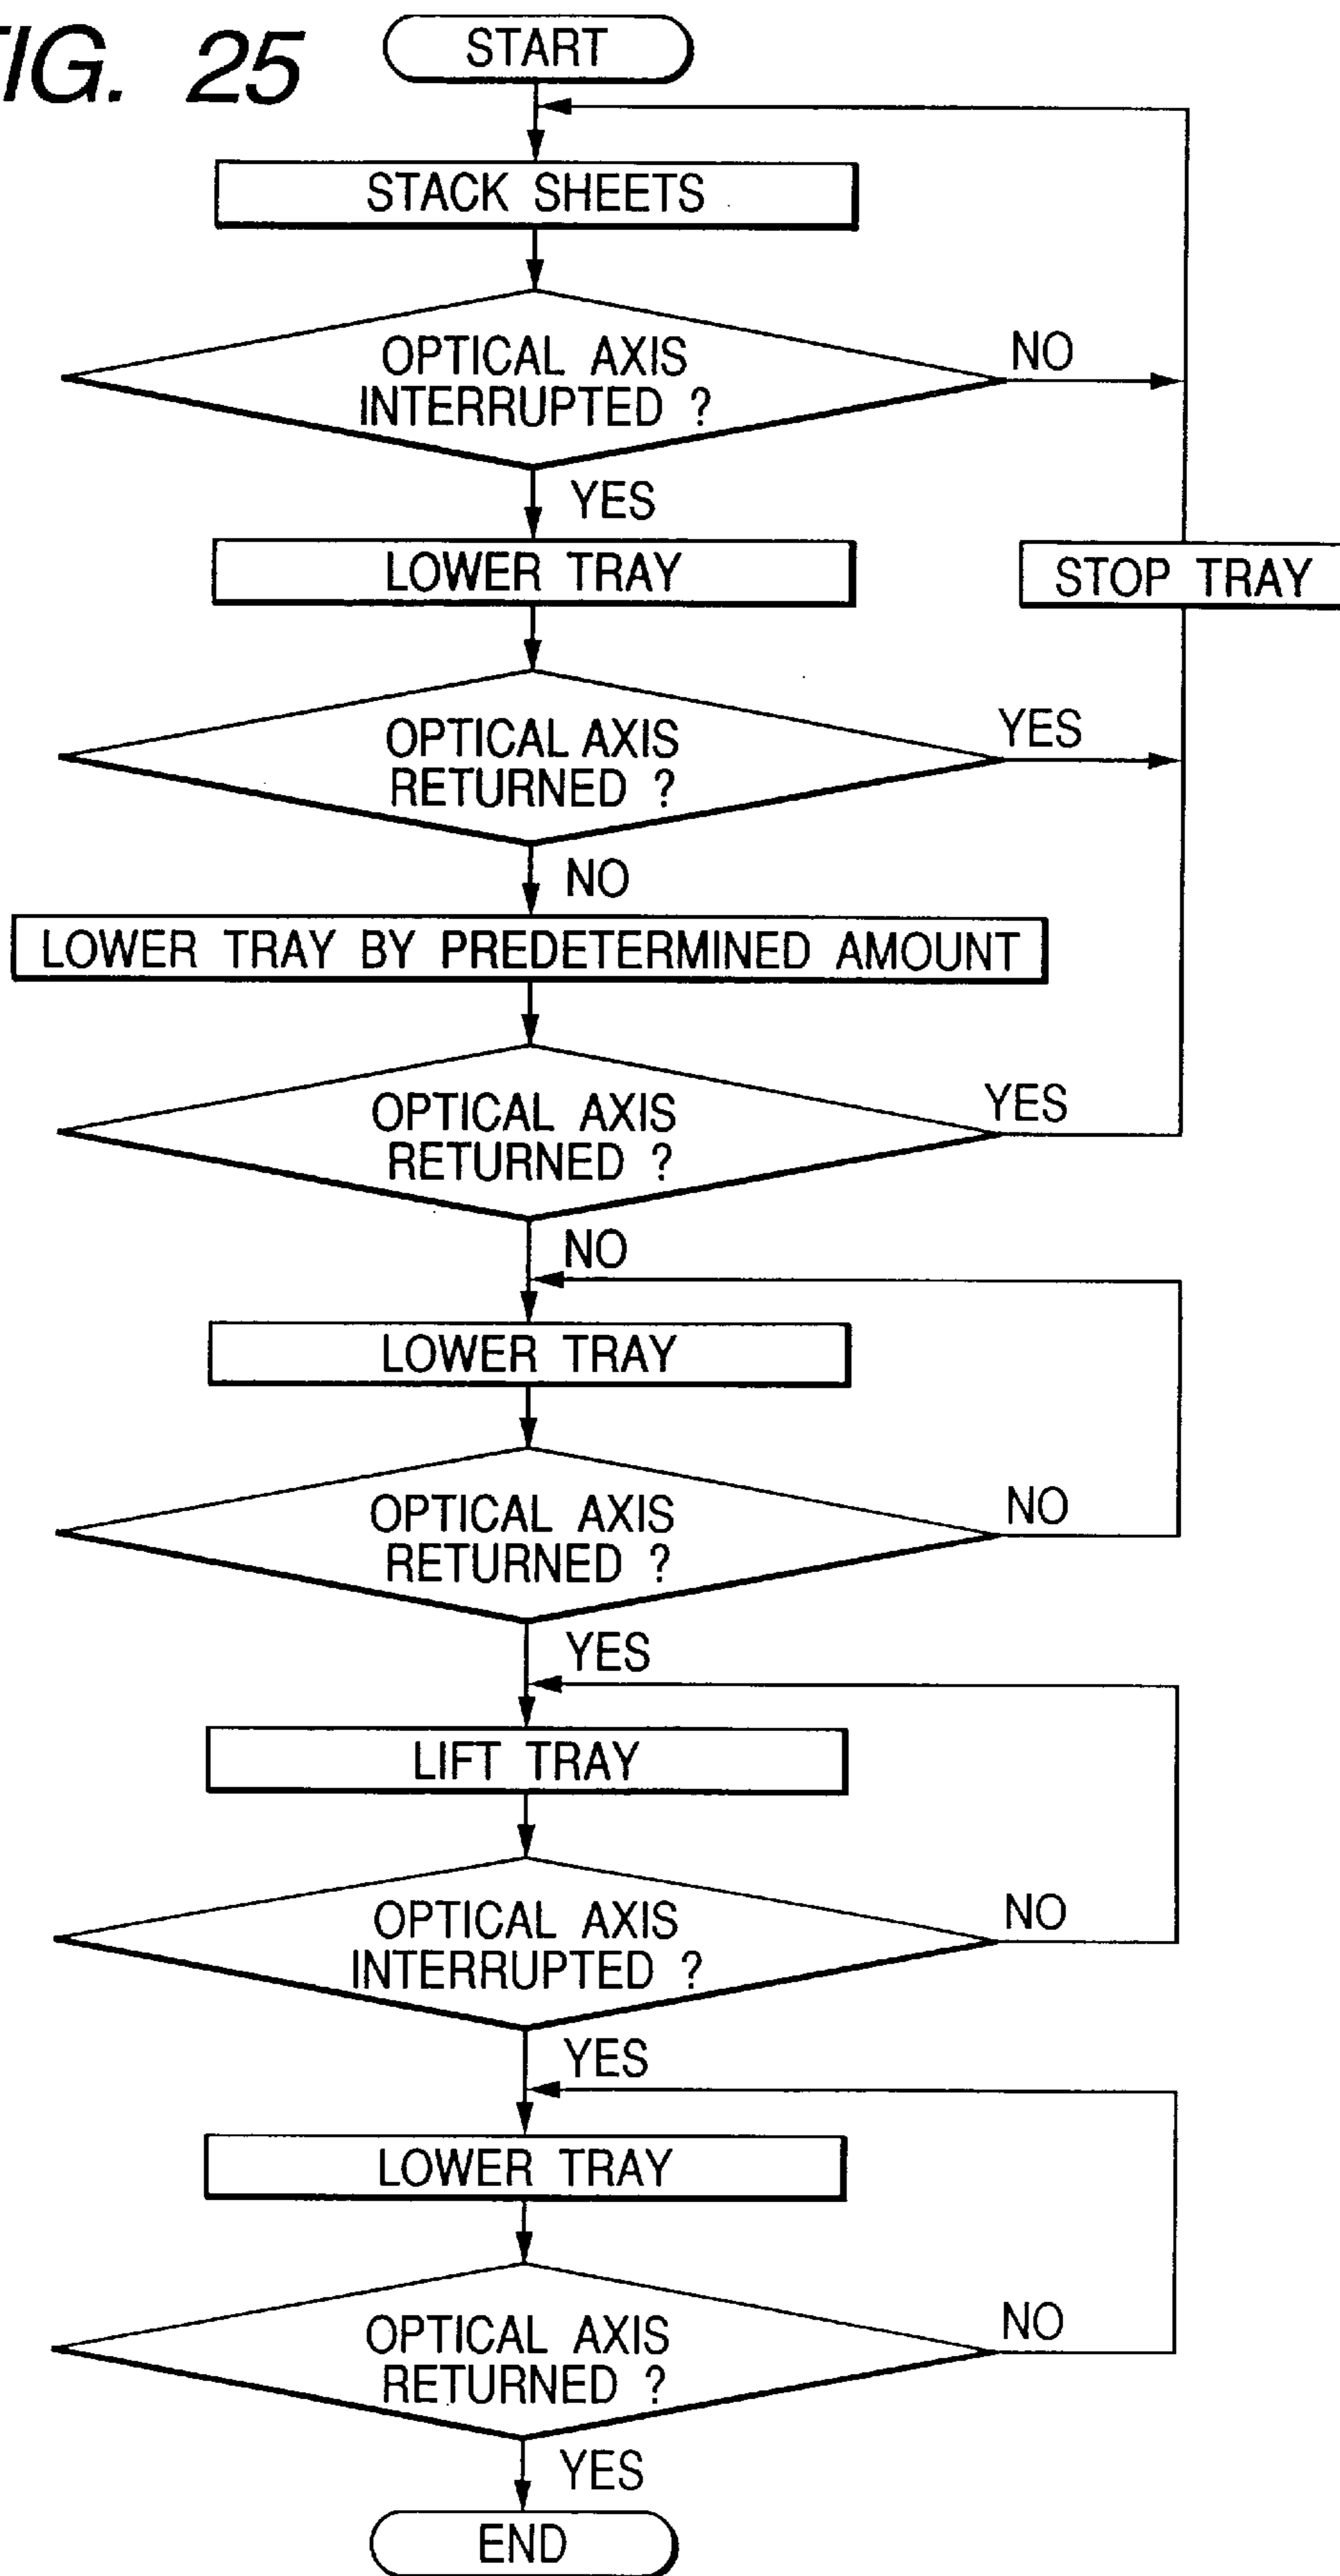 FIG. 25
START
STACK SHEETS
OPTICAL AXIS
INTERRUPTED ?
NO
YES
LOWER TRAY
STOP TRAY
OPTICAL AXIS
RETURNED ?
YES
NO
LOWER TRAY BY PREDETERMINED AMOUNT
OPTICAL AXIS
RETURNED ?
YES
NO
LOWER TRAY
OPTICAL AXIS
RETURNED ?
NO
YES
LIFT TRAY
OPTICAL AXIS
INTERRUPTED ?
NO
YES
LOWER TRAY
OPTICAL AXIS
RETURNED ?
NO
YES
END